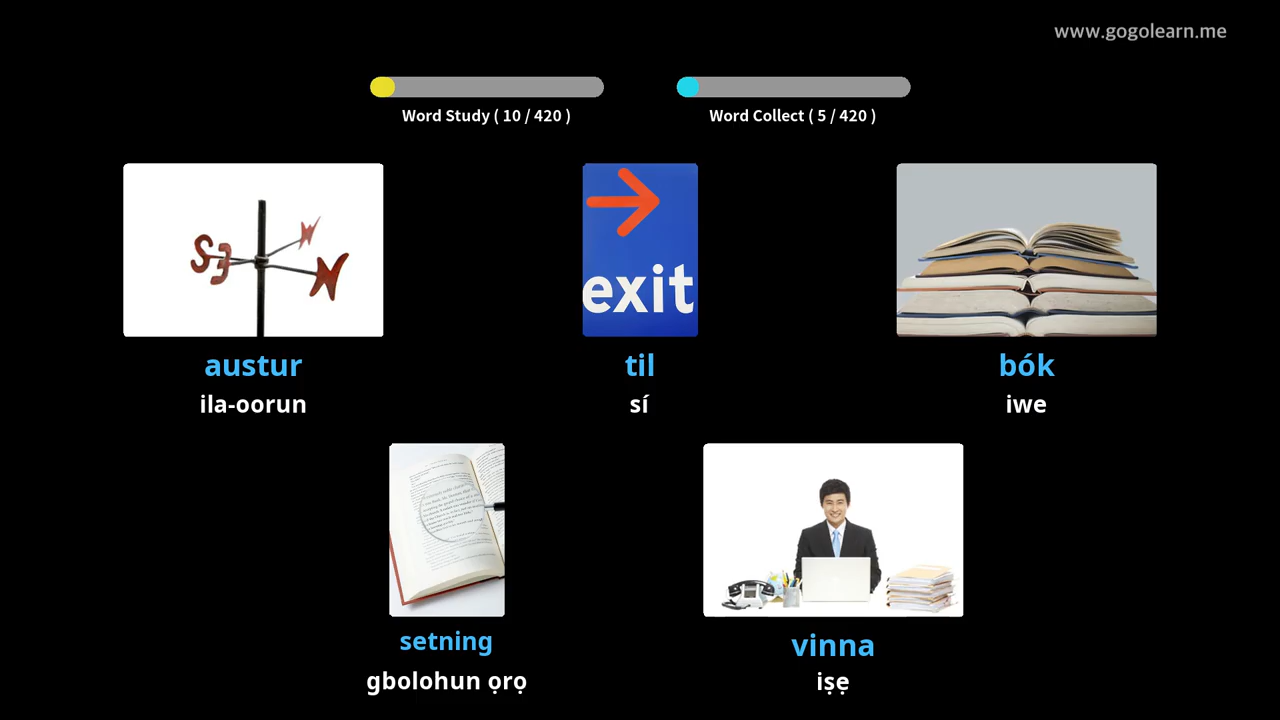 www.gogolearn.me
Word Study ( 10 / 420 )
Word Collect ( 5 / 420 )
S
W
N
exit
austur
til
bók
ila-oorun
sí
iwe
setning
vinna
gbolohun ọrọ
iṣẹ